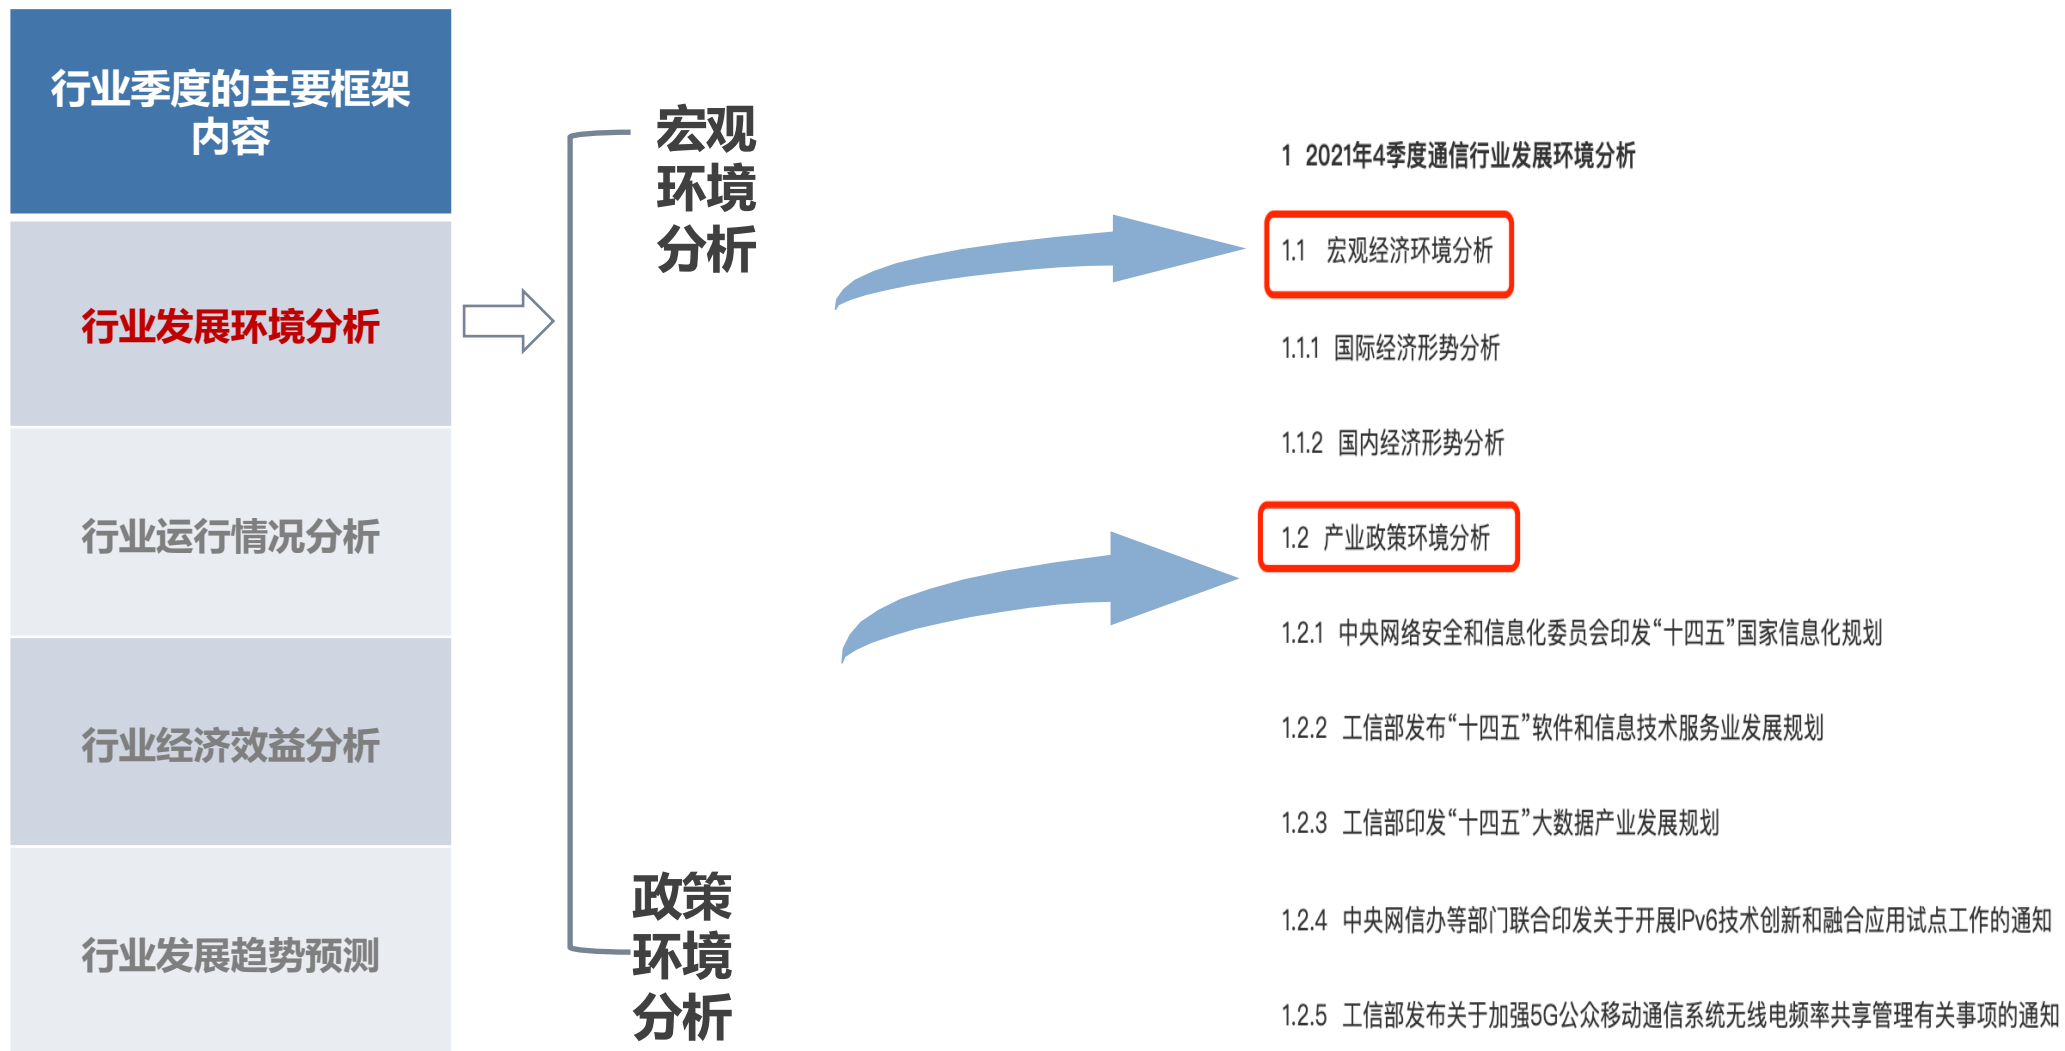 行业季度的主要框架
内容
行业发展环境分析
行业运行情况分析
行业经济效益分析
行业发展趋势预测
宏观
环境
分析
政策
环境
分析
1 2021年4季度通信行业发展环境分析
1.1 宏观经济环境分析
1.1.1 国际经济形势分析
1.1.2 国内经济形势分析
1.2 产业政策环境分析
1.2.1 中央网络安全和信息化委员会印发“十四五”国家信息化规划
1.2.2 工信部发布“十四五”软件和信息技术服务业发展规划
1.2.3 工信部印发“十四五”大数据产业发展规划
1.2.4 中央网信办等部门联合印发关于开展IPv6技术创新和融合应用试点工作的通知
1.2.5 工信部发布关于加强5G公众移动通信系统无线电频率共享管理有关事项的通知